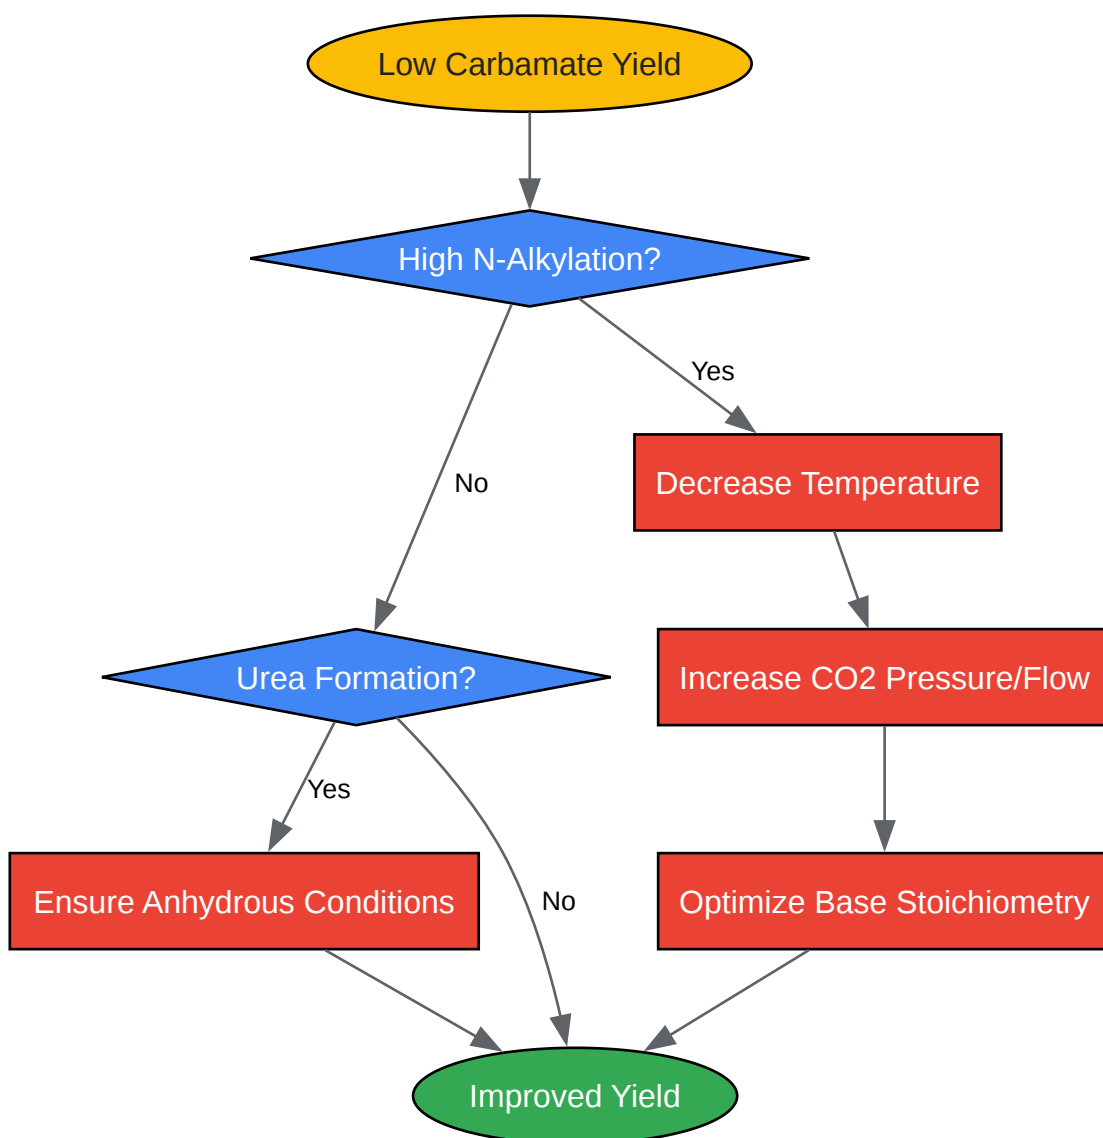 Low Carbamate Yield
High N-Alkylation?
Yes
Decrease Temperature
No
Urea Formation?
Increase CO2 Pressure/Flow
Yes
Ensure Anhydrous Conditions
No
Optimize Base Stoichiometry
Improved Yield